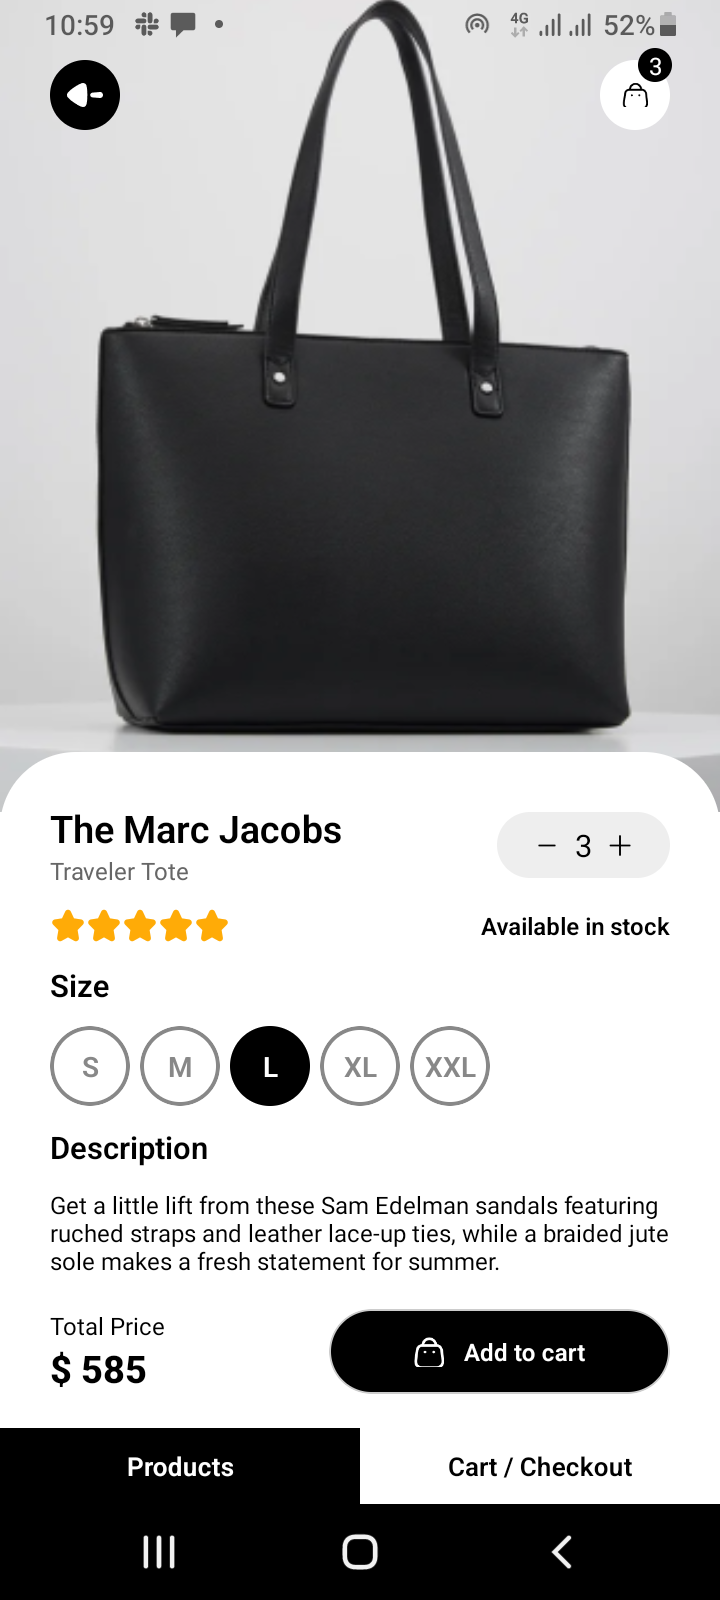 10:59
4G
52%
3
The Marc Jacobs
− 3 +
Traveler Tote
Available in stock
Size
S M L XL XXL
Description
Get a little lift from these Sam Edelman sandals featuring
ruched straps and leather lace-up ties, while a braided jute
sole makes a fresh statement for summer.
Total Price
$ 585
Add to cart
Products
Cart / Checkout